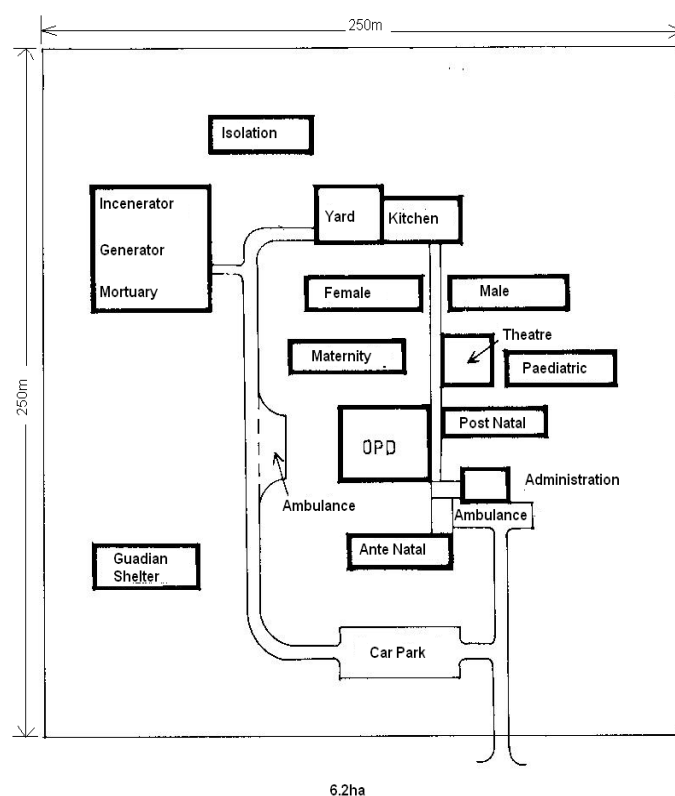 250m
Isolation
Incenerator
Generator
Mortuary
Yard
Kitchen
Female
Male
Theatre
Maternity
Paediatric
250m
OPD
Post Natal
Administration
Ambulance
Ambulance
Ante Natal
Guadian
Shelter
Car Park
6.2ha